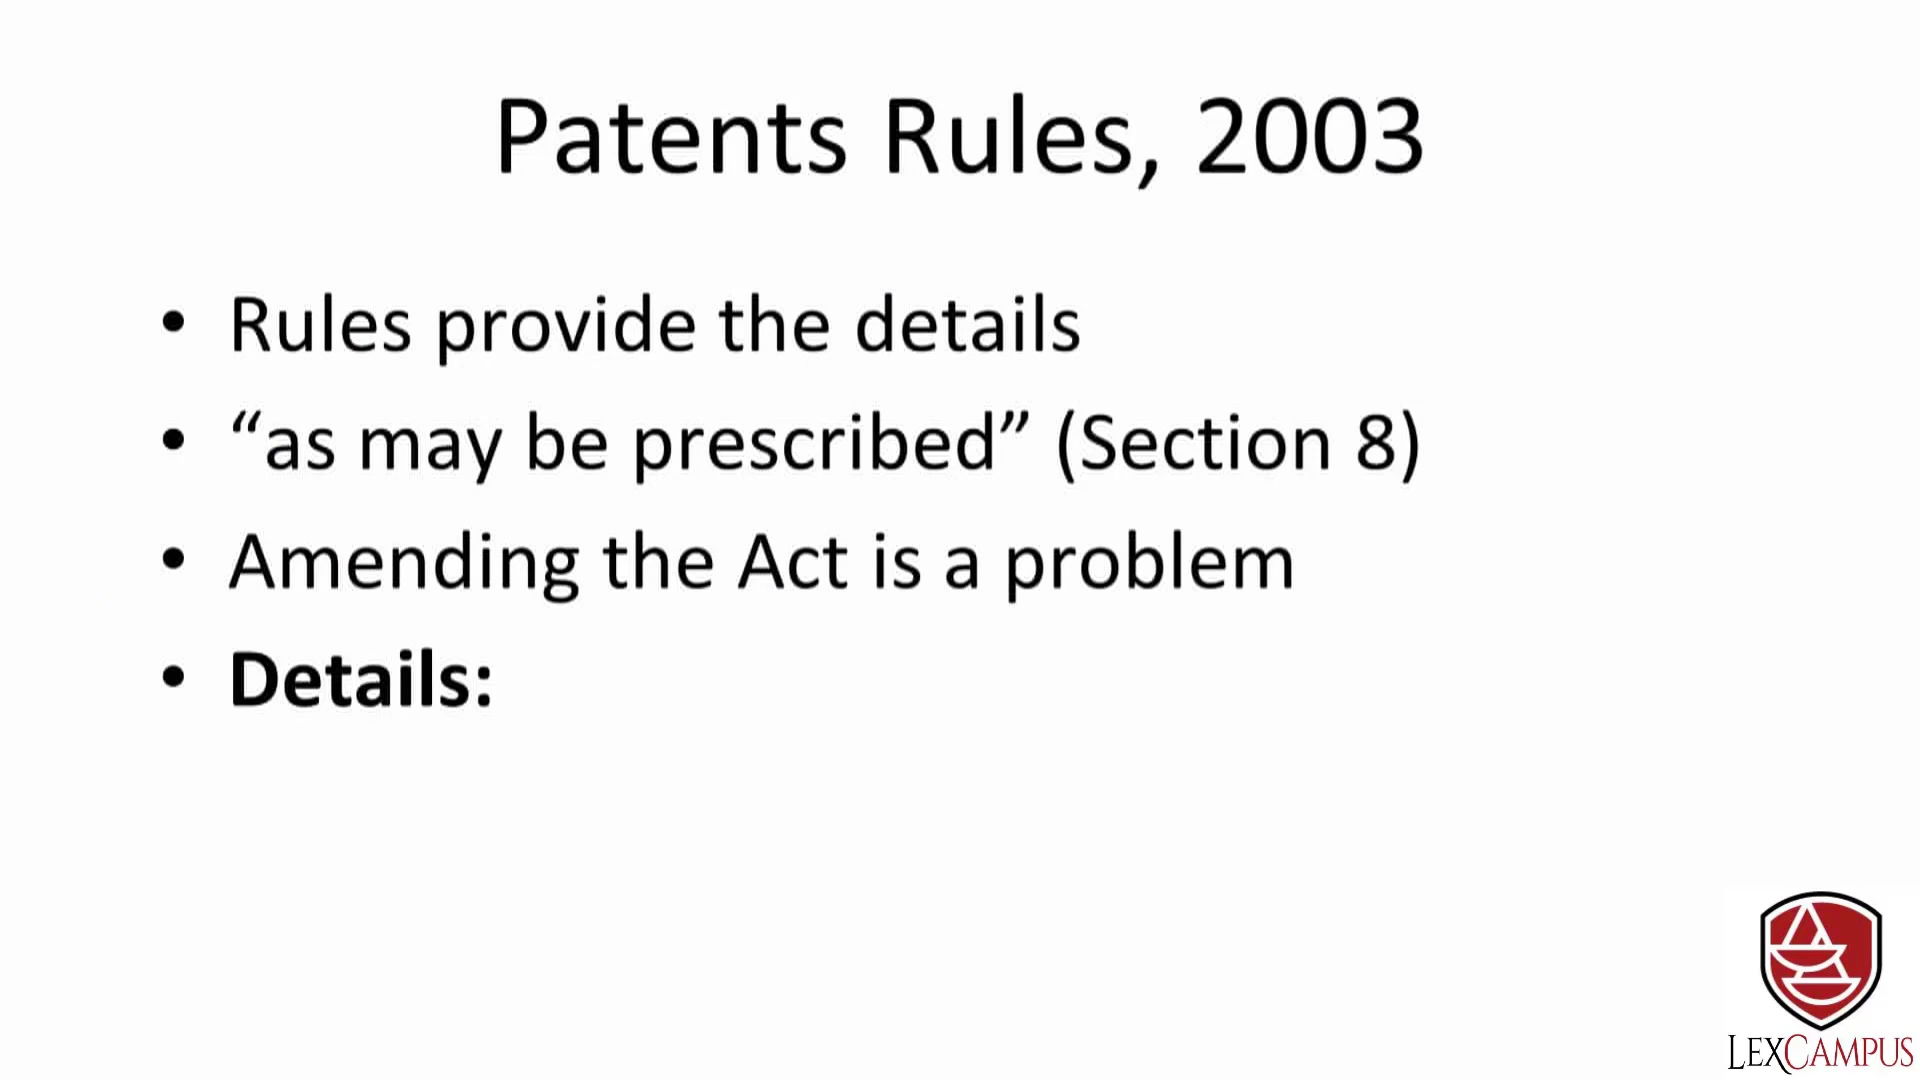 Patents Rules, 2003
• Rules provide the details
• “as may be prescribed” (Section 8)
• Amending the Act is a problem
• Details:
LEXCAMPUS